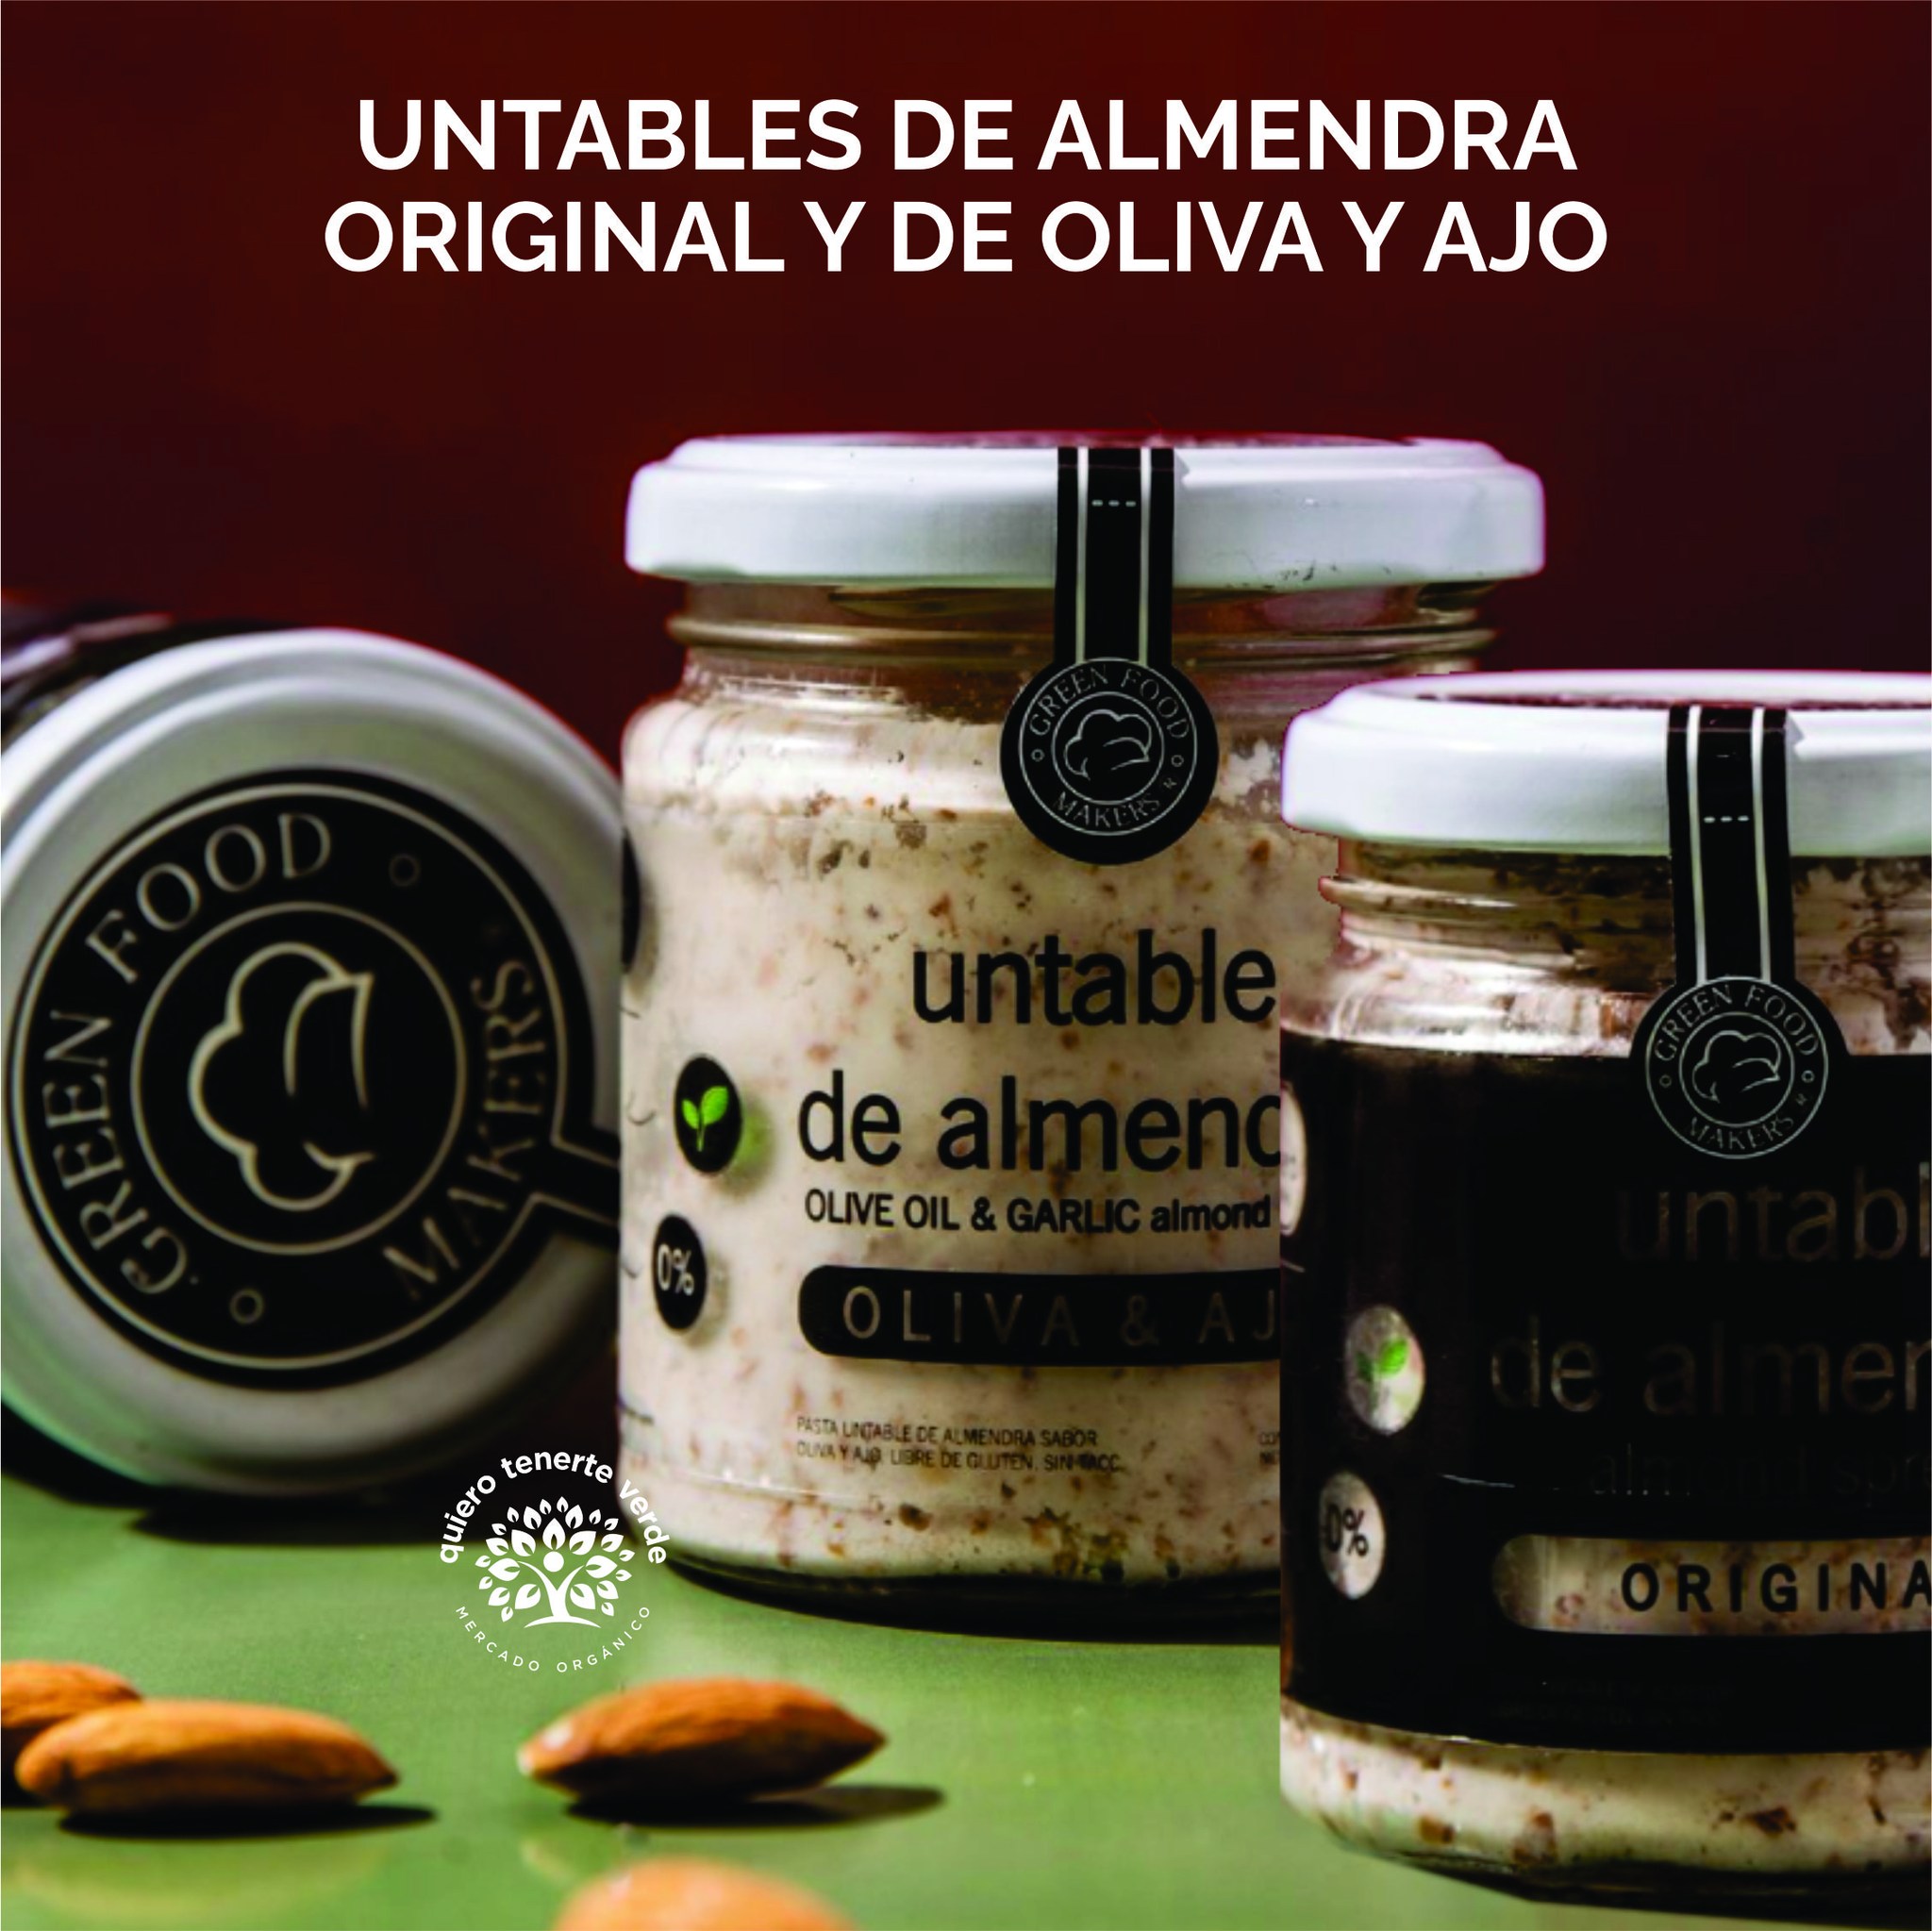 UNTABLES DE ALMENDRA
ORIGINAL Y DE OLIVA Y AJO
GREEN FOOD
MAKERS
GREEN FOOD
MAKERS
untable
de almend
OLIVE OIL & GARLIC almond
0%
OLIVA & AJ
PASTA UNTABLE DE ALMENDRA SABOR
OLIVA Y AJO. LIBRE DE GLUTEN. SIN TACC.
GREEN FOOD
MAKERS
untabl
de almen
0%
ORIGINA
quiero tenerte verde
MERCADO ORGÁNICO